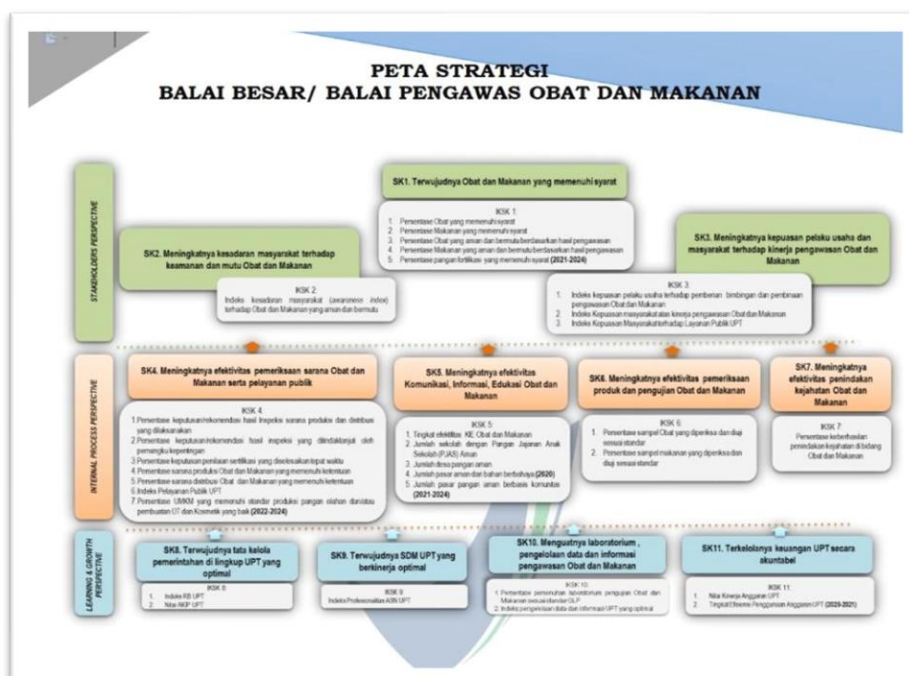 PETA STRATEGI
BALAI BESAR/ BALAI PENGAWAS OBAT DAN MAKANAN
STAKEHOLDERS PERSPECTIVE
SK1. Terwujudnya Obat dan Makanan yang memenuhi syarat
IKSK 1:
1 Persentase Obat yang memenuhi syarat
2 Persentase Makanan yang memenuhi syarat
3 Persentase Obat yang aman dan bermutu berdasarkan hasil pengawasan
4 Persentase Makanan yang aman dan bermutu berdasarkan hasil pengawasan
5 Persentase pangan fortifikasi yang memenuhi syarat (2021-2024)
SK2. Meningkatnya kesadaran masyarakat terhadap
keamanan dan mutu Obat dan Makanan
IKSK 2:
Indeks kesadaran masyarakat (awareness index)
terhadap Obat dan Makanan yang aman dan bermutu
SK3. Meningkatnya kepuasan pelaku usaha dan
masyarakat terhadap kinerja pengawasan Obat dan
Makanan
IKSK 3:
1. Indeks kepuasan pelaku usaha terhadap pemberian bimbingan dan pembinaan
pengawasan Obat dan Makanan
2. Indeks Kepuasan masyarakat atas kinerja pengawasan Obat dan Makanan
3. Indeks Kepuasan Masyarakat terhadap Layanan Publik UPT
INTERNAL PROCESS PERSPECTIVE
SK4. Meningkatnya efektivitas pemeriksaan sarana Obat dan
Makanan serta pelayanan publik
IKSK 4:
1.Persentase keputusan/rekomendasi hasil Inspeksi sarana produksi dan distribusi
yang dilaksanakan
2.Persentase keputusan/rekomendasi hasil inspeksi yang ditindaklanjuti oleh
pemangku kepentingan
3.Persentase keputusan penilaian sertifikasi yang diselesaikan tepat waktu
4.Persentase sarana produksi Obat dan Makanan yang memenuhi ketentuan
5.Persentase sarana distribusi Obat dan Makanan yang memenuhi ketentuan
6.Indeks Pelayanan Publik UPT
7.Persentase UMKM yang memenuhi standar produksi pangan olahan dan/atau
pembuatan OT dan Kosmetik yang baik (2022-2024)
SK5. Meningkatnya efektivitas
Komunikasi, Informasi, Edukasi Obat dan
Makanan
IKSK 5:
1. Tingkat efektifitas KIE Obat dan Makanan
2. Jumlah sekolah dengan Pangan Jajanan Anak
Sekolah (PJAS) Aman
3. Jumlah desa pangan aman
4. Jumlah pasar aman dari bahan berbahaya (2020)
5. Jumlah pasar pangan aman berbasis komunitas
(2021-2024)
SK6. Meningkatnya efektivitas pemeriksaan
produk dan pengujian Obat dan Makanan
IKSK 6:
1. Persentase sampel Obat yang diperiksa dan diuji
sesuai standar
2. Persentase sampel makanan yang diperiksa dan
diuji sesuai standar
SK7. Meningkatnya
efektivitas penindakan
kejahatan Obat dan
Makanan
IKSK 7:
Persentase keberhasilan
penindakan kejahatan di bidang
Obat dan Makanan
LEARNING & GROWTH
PERSPECTIVE
SK8. Terwujudnya tata kelola
pemerintahan di lingkup UPT yang
optimal
IKSK 8:
1. Indeks RB UPT
2. Nilai AKIP UPT
SK9. Terwujudnya SDM UPT yang
berkinerja optimal
IKSK 9:
Indeks Profesionalitas ASN UPT
SK10. Menguatnya laboratorium ,
pengelolaan data dan informasi
pengawasan Obat dan Makanan
IKSK 10:
1. Persentase pemenuhan laboratorium pengujian Obat dan
Makanan sesuai standar GLP
2. Indeks pengelolaan data dan informasi UPT yang optimal
SK11. Terkelolanya keuangan UPT secara
akuntabel
IKSK 11:
1. Nilai Kinerja Anggaran UPT
2. Tingkat Efisiensi Penggunaan Anggaran UPT (2020-2021)